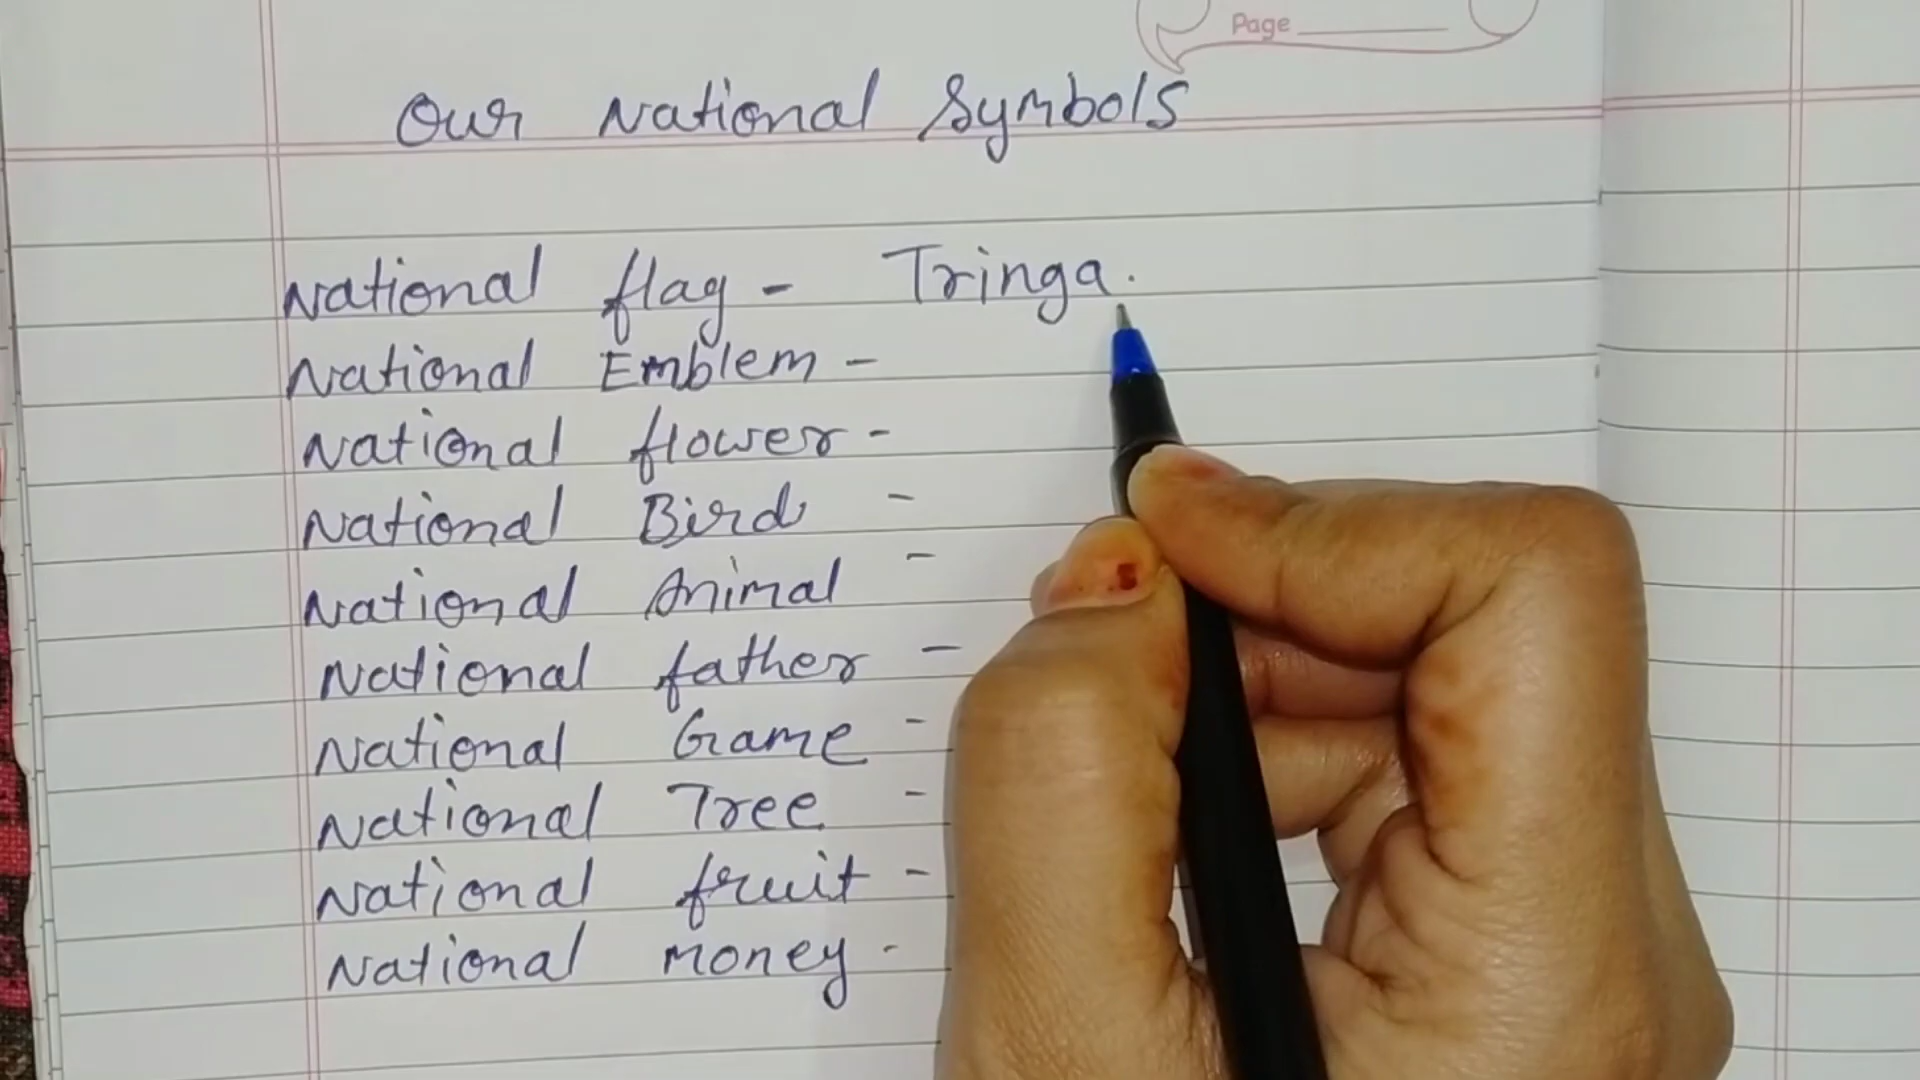 Page
Our National Symbols
National flag - Tringa.
National Emblem -
National flower -
National Bird -
National Animal -
National father -
National Game -
National Tree -
National fruit -
National money -